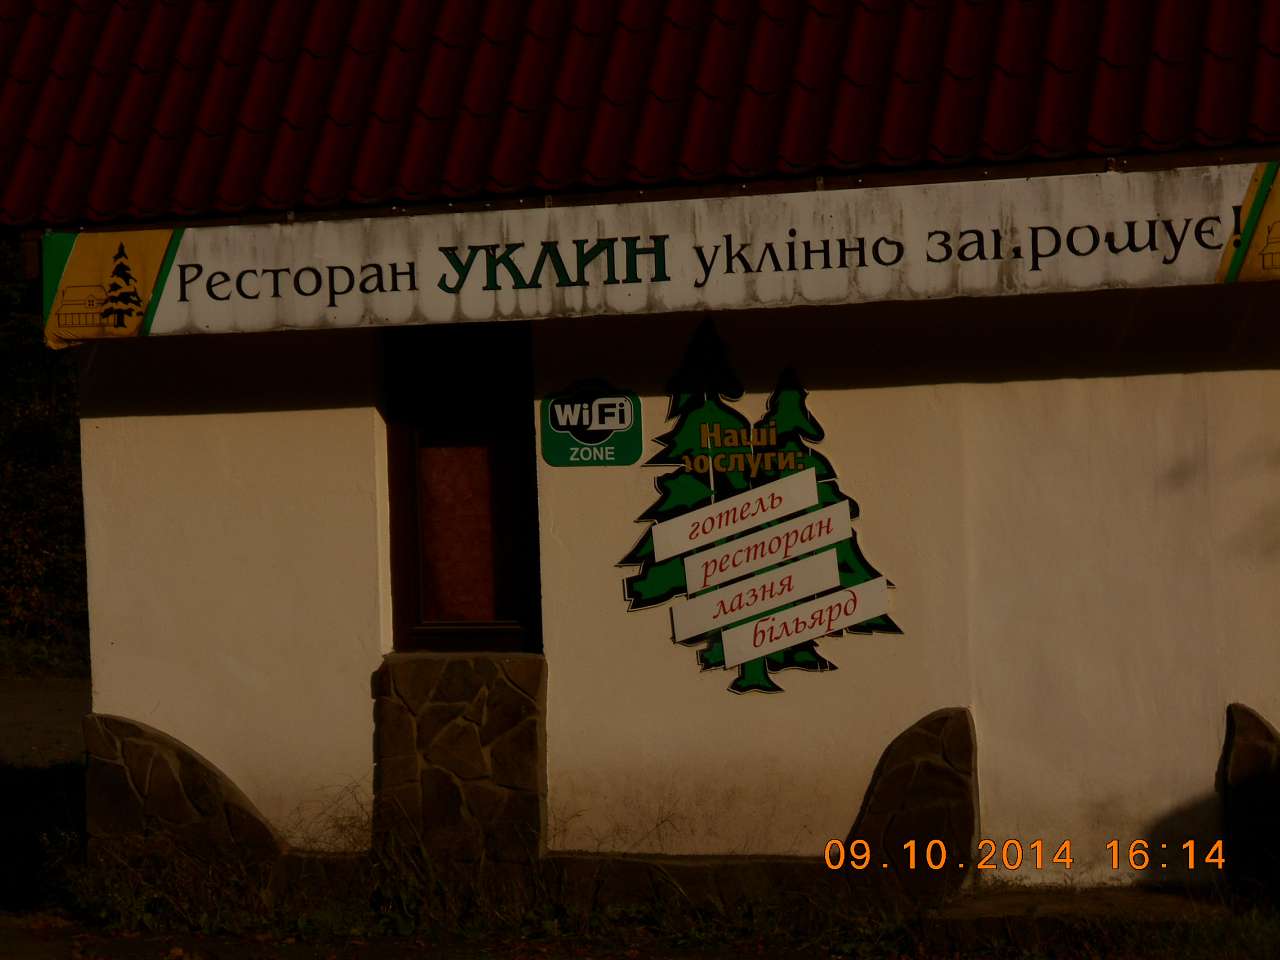 Ресторан УКЛИН уклінно запрошує!
WiFi
ZONE
Наші
послуги:
готель
ресторан
лазня
більярд
09.10.2014 16:14